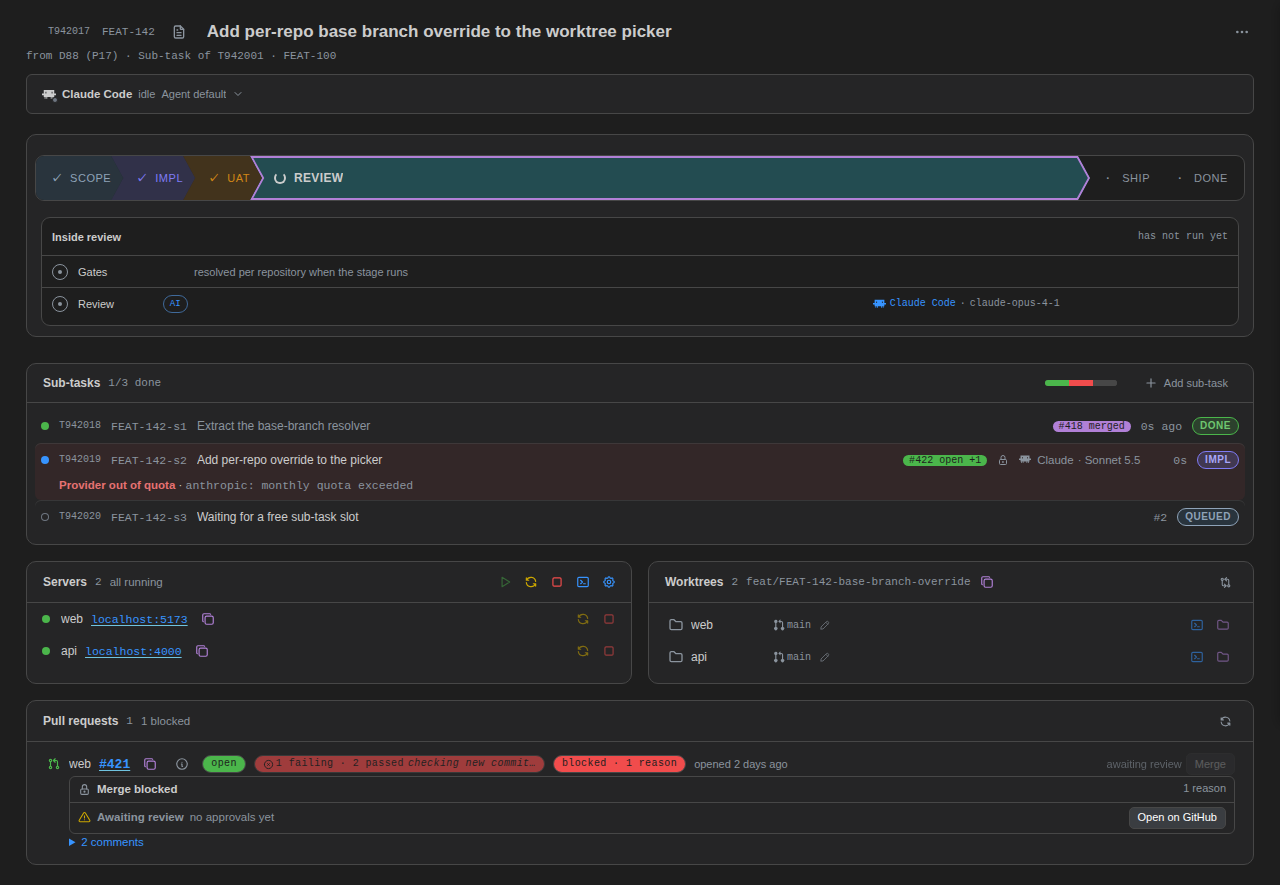 T942017 FEAT-142 Add per-repo base branch override to the worktree picker
from D88 (P17) · Sub-task of T942001 · FEAT-100
Claude Code idle Agent default
SCOPE IMPL UAT REVIEW SHIP DONE
Inside review has not run yet
Gates resolved per repository when the stage runs
Review AI Claude Code · claude-opus-4-1
Sub-tasks 1/3 done Add sub-task
T942018 FEAT-142-s1 Extract the base-branch resolver #418 merged 0s ago DONE
T942019 FEAT-142-s2 Add per-repo override to the picker #422 open +1 Claude · Sonnet 5.5 0s IMPL
Provider out of quota · anthropic: monthly quota exceeded
T942020 FEAT-142-s3 Waiting for a free sub-task slot #2 QUEUED
Servers 2 all running
web localhost:5173
api localhost:4000
Worktrees 2 feat/FEAT-142-base-branch-override
web main
api main
Pull requests 1 1 blocked
web #421 open 1 failing · 2 passed checking new commit… blocked · 1 reason opened 2 days ago awaiting review Merge
Merge blocked 1 reason
Awaiting review no approvals yet Open on GitHub
2 comments